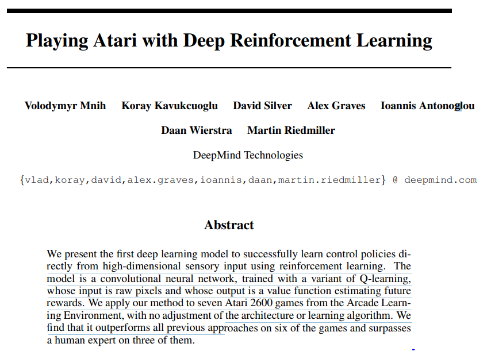 Playing Atari with Deep Reinforcement Learning
Volodymyr Mnih Koray Kavukcuoglu David Silver Alex Graves Ioannis Antonoglou
Daan Wierstra Martin Riedmiller
DeepMind Technologies
{vlad,koray,david,alex.graves,ioannis,daan,martin.riedmiller} @ deepmind.com
Abstract
We present the first deep learning model to successfully learn control policies di-
rectly from high-dimensional sensory input using reinforcement learning. The
model is a convolutional neural network, trained with a variant of Q-learning,
whose input is raw pixels and whose output is a value function estimating future
rewards. We apply our method to seven Atari 2600 games from the Arcade Learn-
ing Environment, with no adjustment of the architecture or learning algorithm. We
find that it outperforms all previous approaches on six of the games and surpasses
a human expert on three of them.